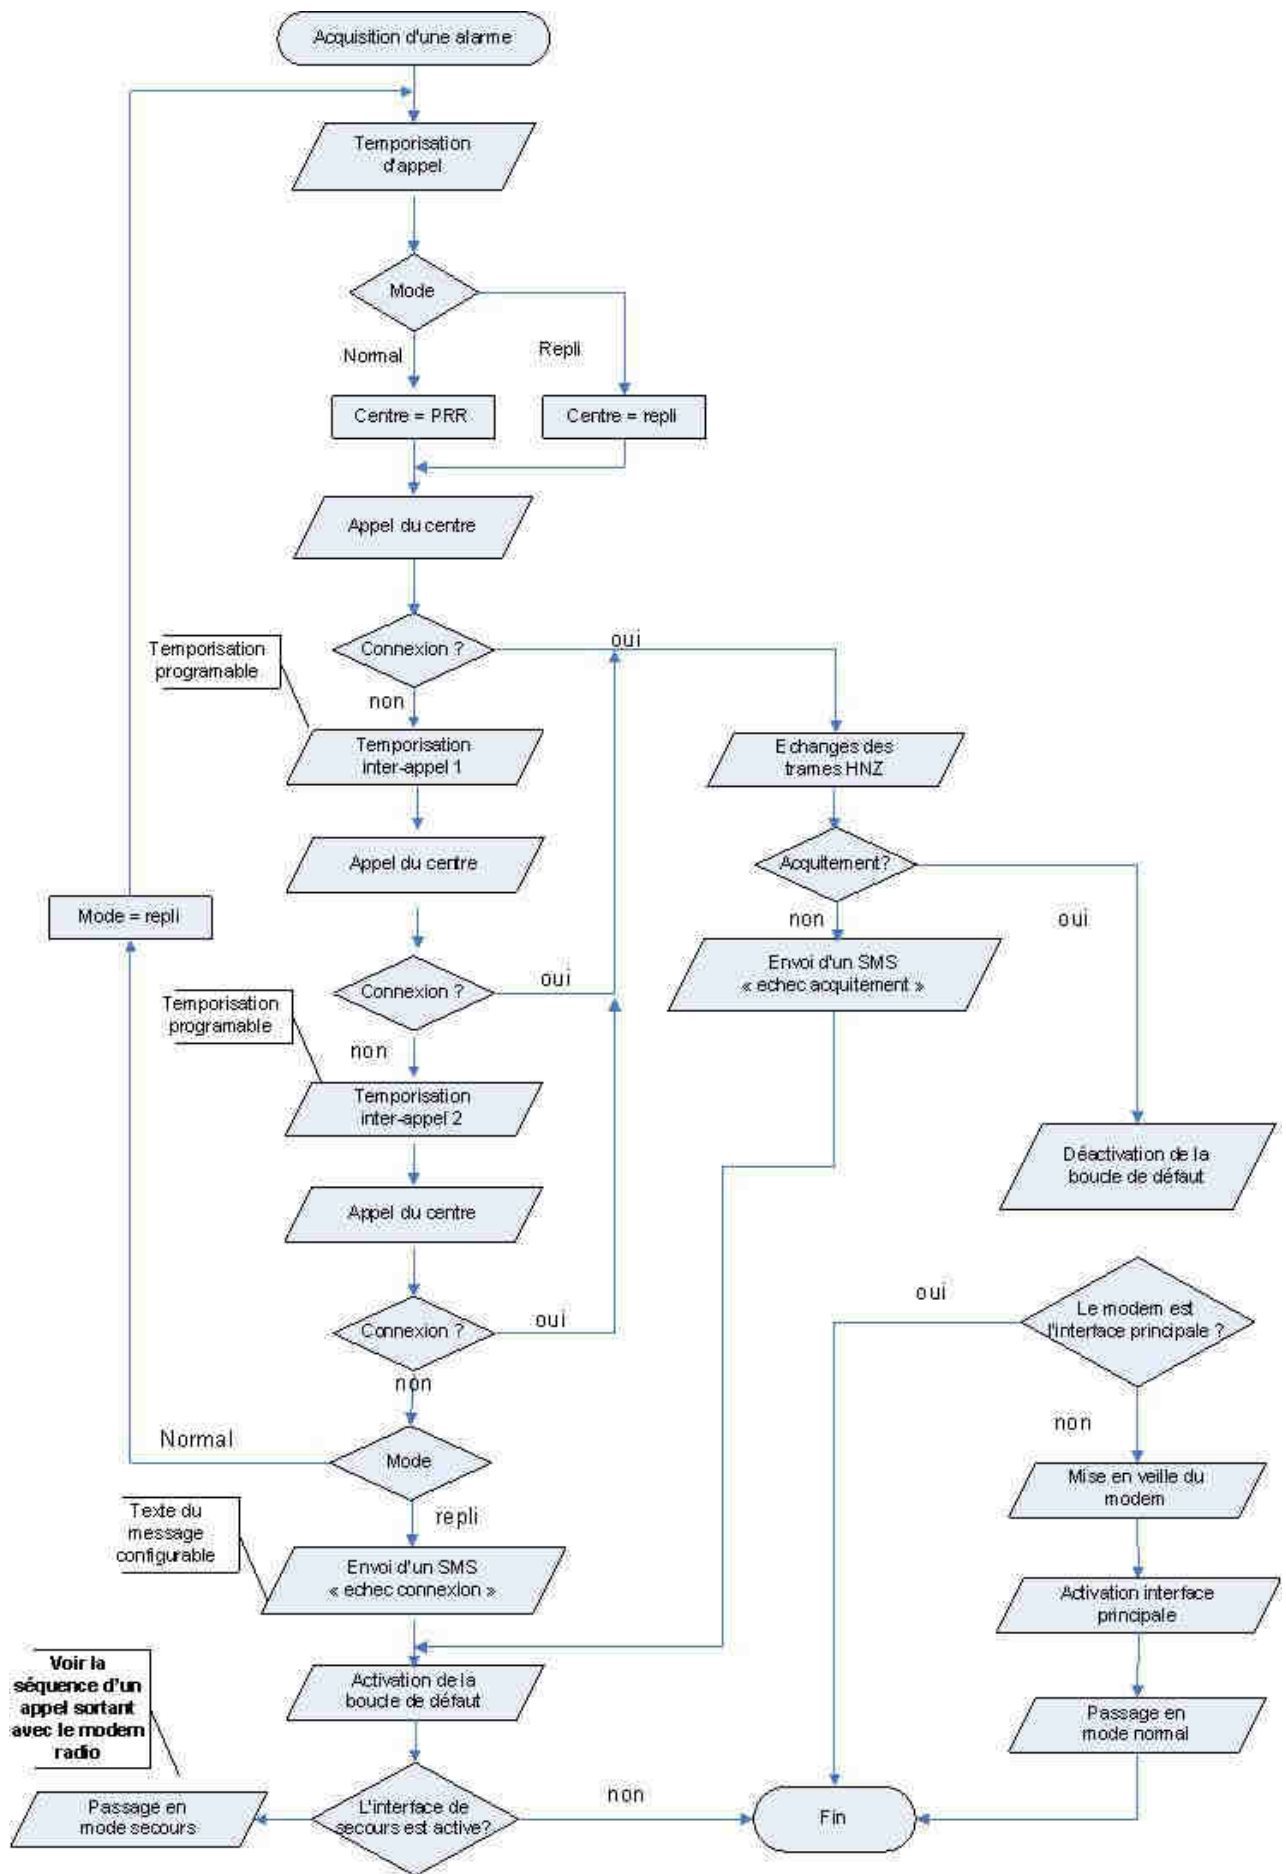 Acquisition d'une alarme
Temporisation
d'appel
Mode
Normal
Repli
Centre = PRR
Centre = repli
Appel du centre
Connexion ?
oui
Temporisation
programable
non
Temporisation
inter-appel 1
Echanges des
trames HNZ
Appel du centre
Acquitement?
Mode = repli
non
oui
Envoi d'un SMS
« echec acquitement »
Connexion ?
oui
Temporisation
programable
non
Temporisation
inter-appel 2
Déactivation de la
boucle de défaut
Appel du centre
oui
Le modem est
l'interface principale ?
Connexion ?
oui
non
non
Normal
Mode
Mise en veille du
modem
repli
Texte du
message
configurable
Envoi d'un SMS
« echec connexion »
Activation interface
principale
Voir la
séquence d'un
appel sortant
avec le modem
radio
Activation de la
boucle de défaut
Passage en
mode normal
non
Passage en
mode secours
L'interface de
secours est active?
Fin